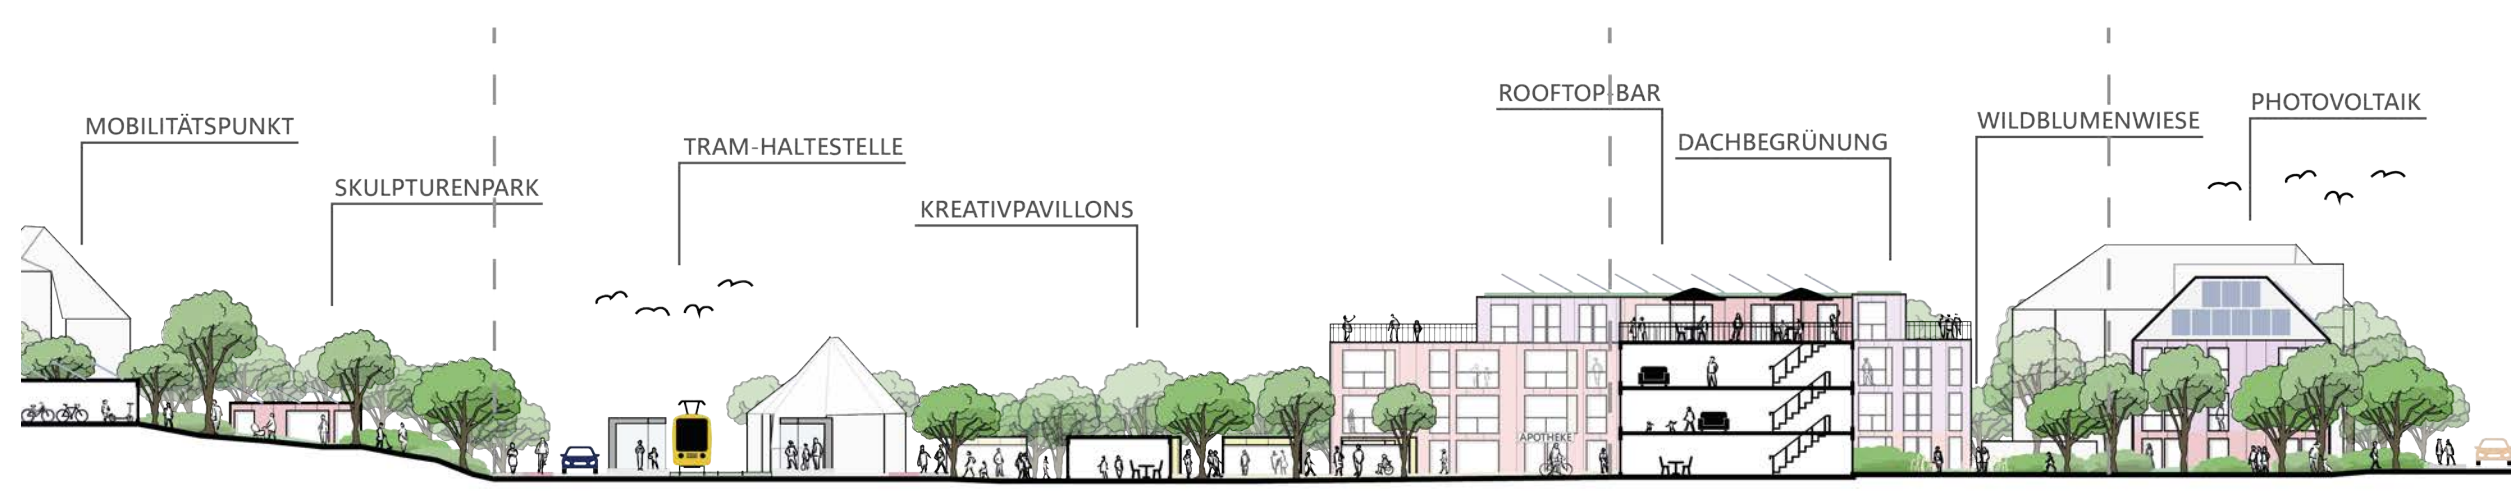 MOBILITÄTSPUNKT
SKULPTURENPARK
TRAM-HALTESTELLE
KREATIVPAVILLONS
ROOFTOP-BAR
DACHBEGRÜNUNG
WILDBLUMENWIESE
PHOTOVOLTAIK
APOTHEKE